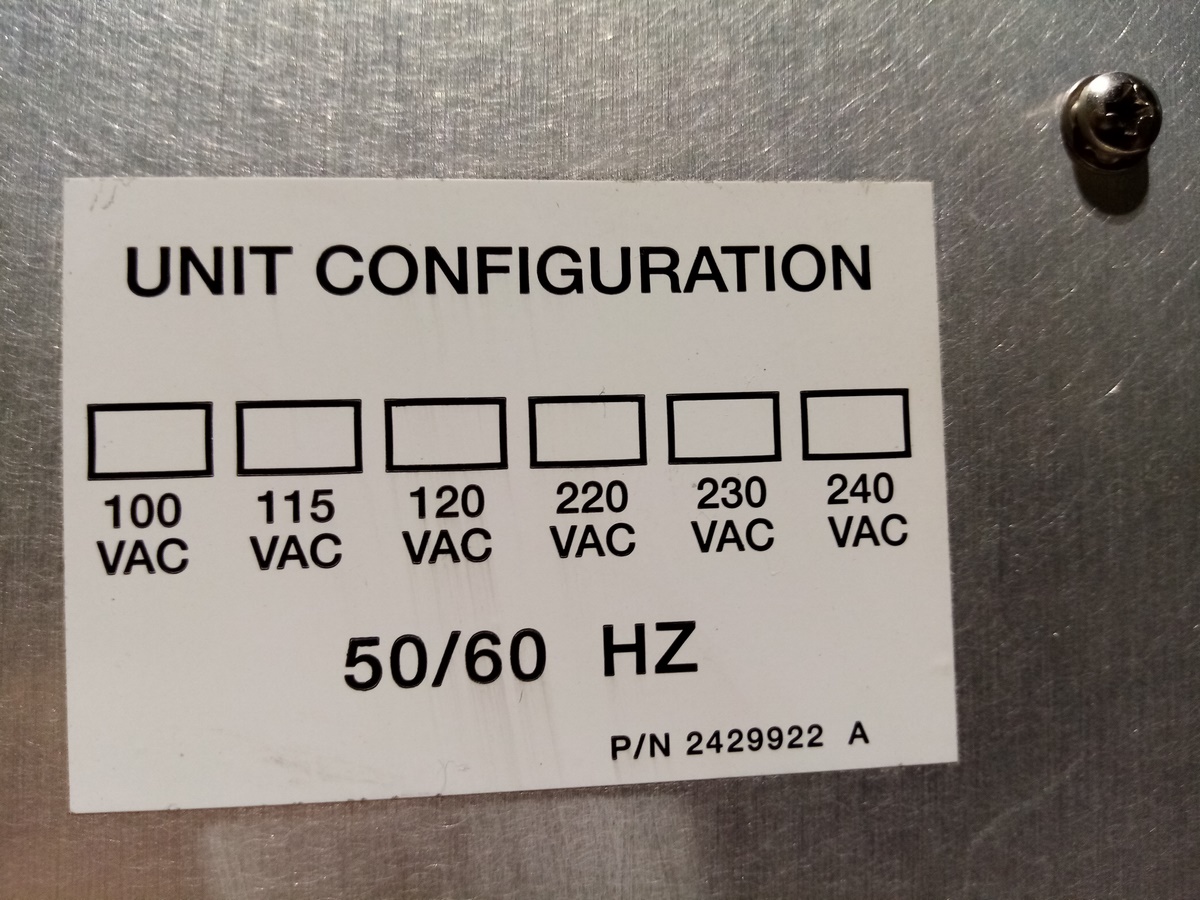 UNIT CONFIGURATION
100 115 120 220 230 240
VAC VAC VAC VAC VAC VAC
50/60 HZ
P/N 2429922 A